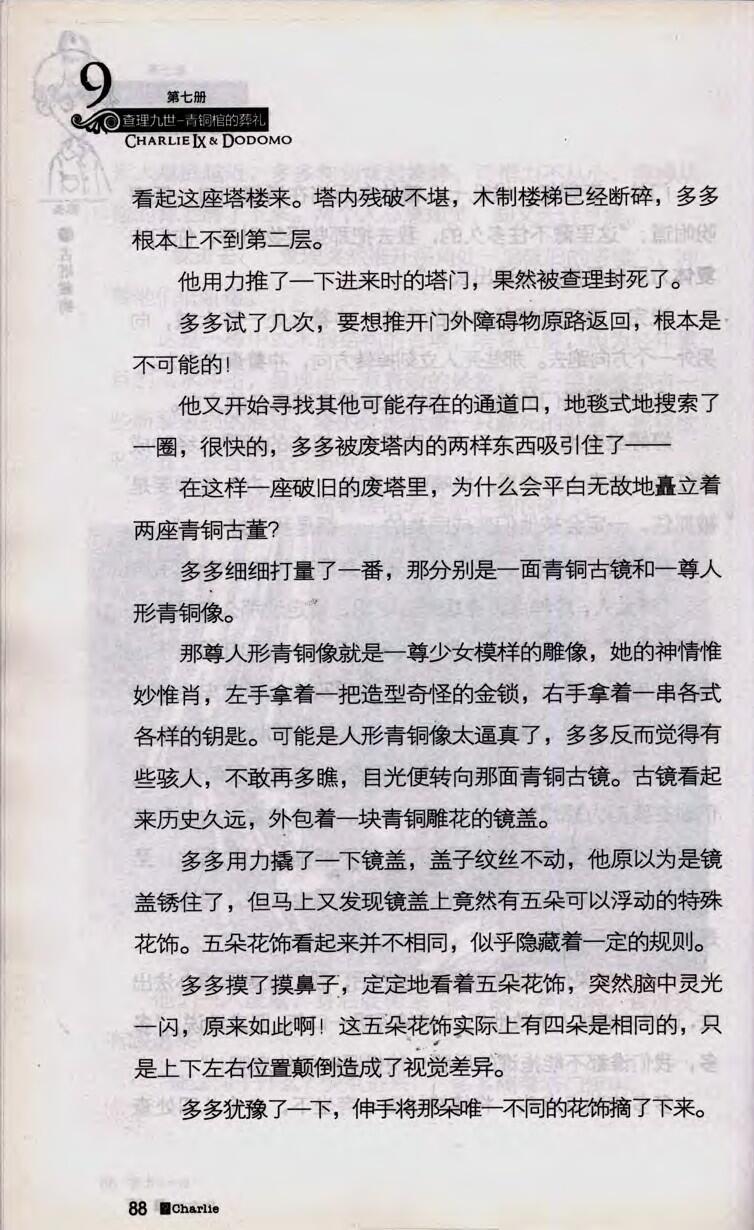 9
第七册
查理九世-青铜棺的葬礼
CHARLIE IX & DODOMO
看起这座塔楼来。塔内残破不堪，木制楼梯已经断碎，多多
根本上不到第二层。
他用力推了一下进来时的塔门，果然被查理封死了。
多多试了几次，要想推开门外障碍物原路返回，根本是
不可能的！
他又开始寻找其他可能存在的通道口，地毯式地搜索了
一圈，很快的，多多被废塔内的两样东西吸引住了——
在这样一座破旧的废塔里，为什么会平白无故地矗立着
两座青铜古董？
多多细细打量了一番，那分别是一面青铜古镜和一尊人
形青铜像。
那尊人形青铜像就是一尊少女模样的雕像，她的神情惟
妙惟肖，左手拿着一把造型奇怪的金锁，右手拿着一串各式
各样的钥匙。可能是人形青铜像太逼真了，多多反而觉得有
些骇人，不敢再多瞧，目光便转向那面青铜古镜。古镜看起
来历史久远，外包着一块青铜雕花的镜盖。
多多用力撬了一下镜盖，盖子纹丝不动，他原以为是镜
盖锈住了，但马上又发现镜盖上竟然有五朵可以浮动的特殊
花饰。五朵花饰看起来并不相同，似乎隐藏着一定的规则。
多多摸了摸鼻子，定定地看着五朵花饰，突然脑中灵光
一闪，原来如此啊！这五朵花饰实际上有四朵是相同的，只
是上下左右位置颠倒造成了视觉差异。
多多犹豫了一下，伸手将那朵唯一不同的花饰摘了下来。
88 Charlie